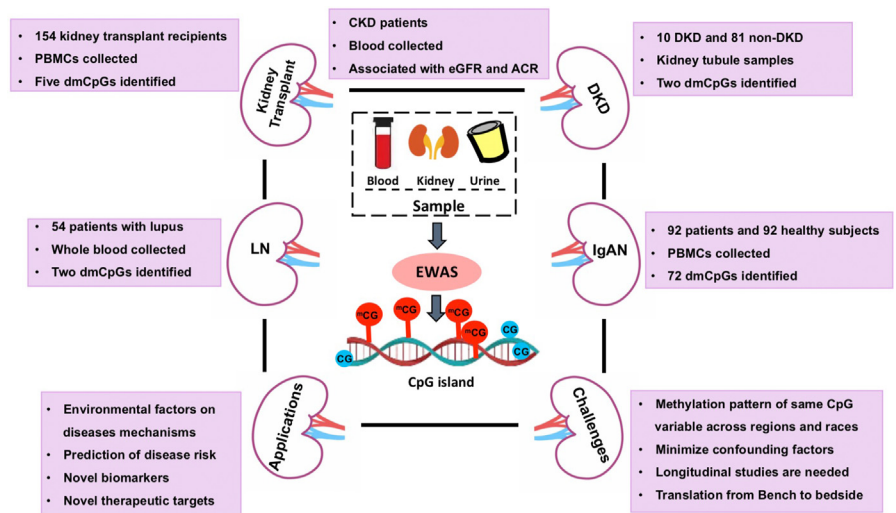 • 154 kidney transplant recipients
• PBMCs collected
• Five dmCpGs identified
Kidney
Transplant
• CKD patients
• Blood collected
• Associated with eGFR and ACR
DKD
• 10 DKD and 81 non-DKD
• Kidney tubule samples
• Two dmCpGs identified
Blood Kidney Urine
Sample
• 54 patients with lupus
• Whole blood collected
• Two dmCpGs identified
LN
EWAS
IgAN
• 92 patients and 92 healthy subjects
• PBMCs collected
• 72 dmCpGs identified
mCG
mCG
mCG
mCG
CG
CG
CG
CpG island
• Environmental factors on
diseases mechanisms
• Prediction of disease risk
• Novel biomarkers
• Novel therapeutic targets
Applications
Challenges
• Methylation pattern of same CpG
variable across regions and races
• Minimize confounding factors
• Longitudinal studies are needed
• Translation from Bench to bedside